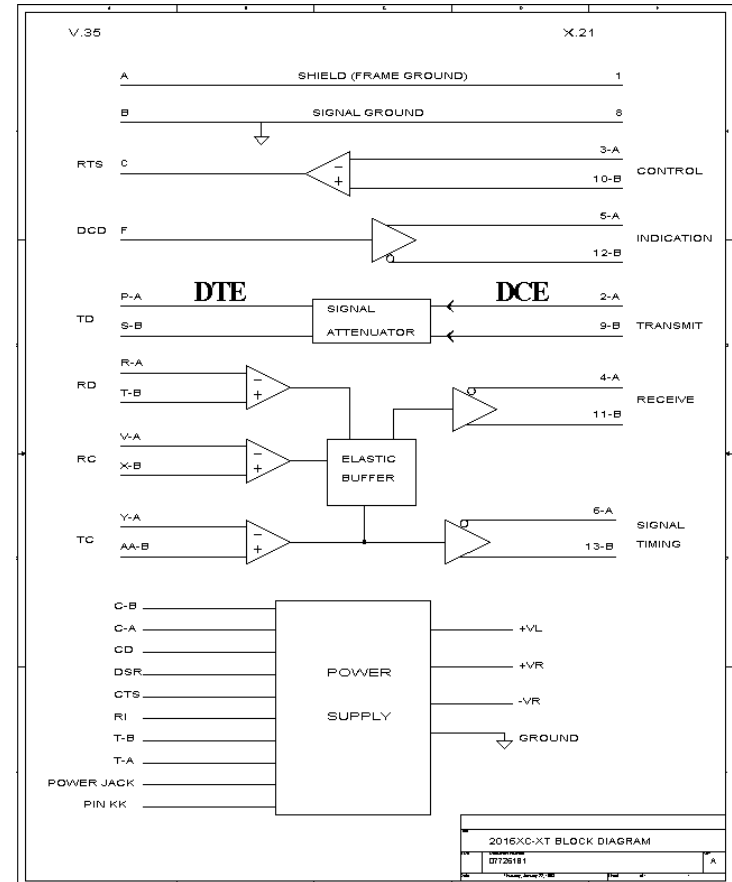 V.35 X.21
A SHIELD (FRAME GROUND) 1
B SIGNAL GROUND 8
3-A
RTS C - + CONTROL
10-B
5-A
DCD F INDICATION
12-B
P-A DTE DCE 2-A
TD SIGNAL ATTENUATOR TRANSMIT
S-B 9-B
R-A 4-A
RD - + RECEIVE
T-B 11-B
V-A
RC - + ELASTIC BUFFER
X-B
Y-A 6-A
TC - + SIGNAL TIMING
AA-B 13-B
C-B
C-A +VL
CD
DSR POWER +VR
CTS -VR
RI SUPPLY
T-B GROUND
T-A
POWER JACK
PIN KK
2016XC-XT BLOCK DIAGRAM
07726181 A